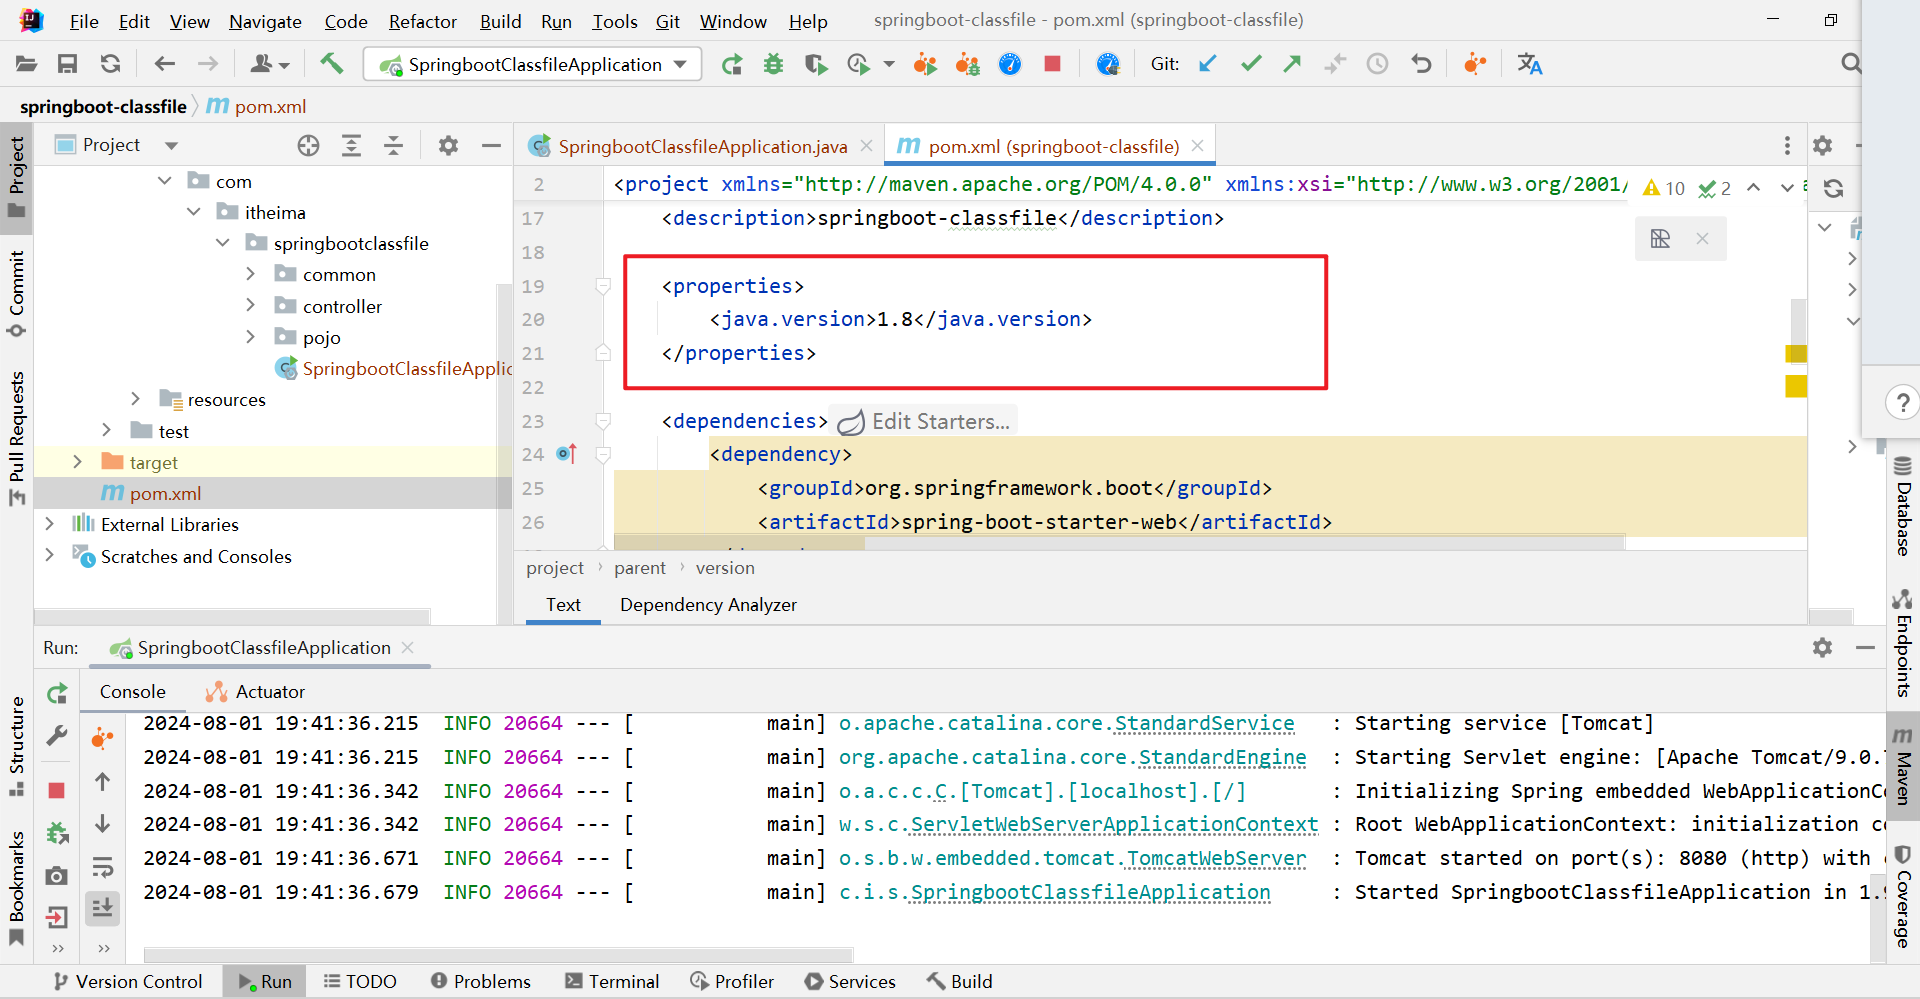 File Edit View Navigate Code Refactor Build Run Tools Git Window Help springboot-classfile - pom.xml (springboot-classfile)
SpringbootClassfileApplication Git:
springboot-classfile pom.xml
Project
SpringbootClassfileApplication.java pom.xml (springboot-classfile)
com
itheima
springbootclassfile
common
controller
pojo
SpringbootClassfileApplic
resources
test
target
pom.xml
External Libraries
Scratches and Consoles
2 <project xmlns="http://maven.apache.org/POM/4.0.0" xmlns:xsi="http://www.w3.org/2001/ 10 2
17 <description>springboot-classfile</description>
18
19 <properties>
20 <java.version>1.8</java.version>
21 </properties>
22
23 <dependencies> Edit Starters...
24 <dependency>
25 <groupId>org.springframework.boot</groupId>
26 <artifactId>spring-boot-starter-web</artifactId>
project parent version
Text Dependency Analyzer
Run: SpringbootClassfileApplication
Console Actuator
2024-08-01 19:41:36.215 INFO 20664 --- [ main] o.apache.catalina.core.StandardService : Starting service [Tomcat]
2024-08-01 19:41:36.215 INFO 20664 --- [ main] org.apache.catalina.core.StandardEngine : Starting Servlet engine: [Apache Tomcat/9.0.
2024-08-01 19:41:36.342 INFO 20664 --- [ main] o.a.c.c.C.[Tomcat].[localhost].[/] : Initializing Spring embedded WebApplicationCo
2024-08-01 19:41:36.342 INFO 20664 --- [ main] w.s.c.ServletWebServerApplicationContext : Root WebApplicationContext: initialization c
2024-08-01 19:41:36.671 INFO 20664 --- [ main] o.s.b.w.embedded.tomcat.TomcatWebServer : Tomcat started on port(s): 8080 (http) with
2024-08-01 19:41:36.679 INFO 20664 --- [ main] c.i.s.SpringbootClassfileApplication : Started SpringbootClassfileApplication in 1.
Version Control Run TODO Problems Terminal Profiler Services Build
Project
Commit
Pull Requests
Structure
Bookmarks
Database
Endpoints
Maven
Coverage